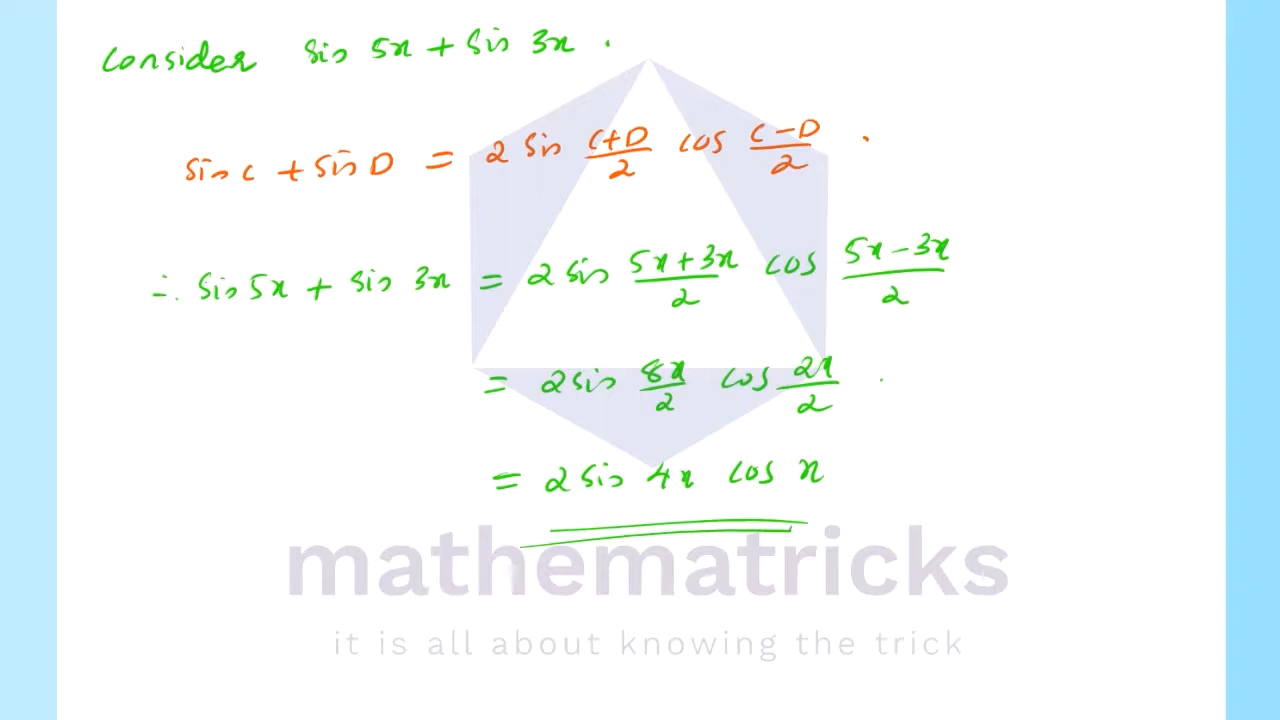 Consider sin 5x + sin 3x .
sin C + sin D = 2 sin (C+D)/2 cos (C-D)/2 .
∴ sin 5x + sin 3x = 2 sin (5x+3x)/2 cos (5x-3x)/2
= 2 sin 8x/2 cos 2x/2 .
= 2 sin 4x cos x
mathematricks
it is all about knowing the trick